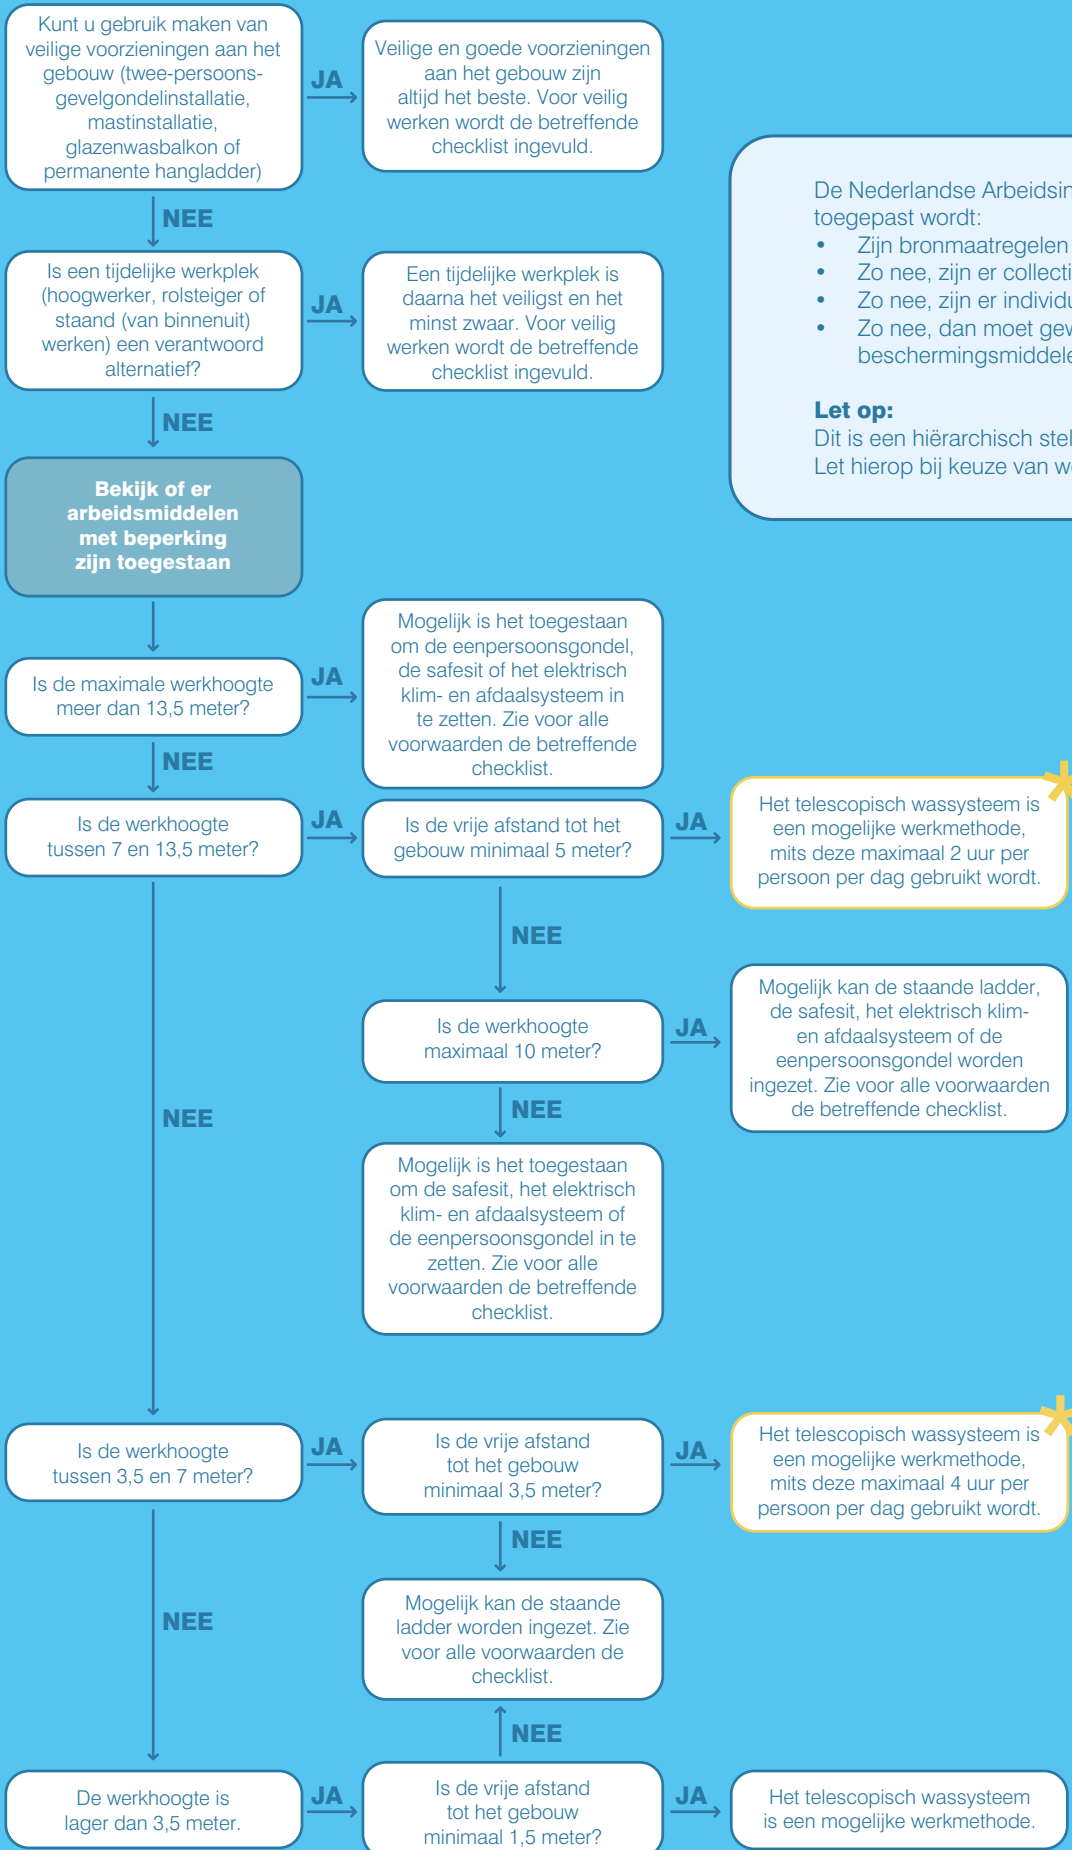 Kunt u gebruik maken van
veilige voorzieningen aan het
gebouw (twee-persoons-
gevelgondelinstallatie,
mastinstallatie,
glazenwasbalkon of
permanente hangladder)
JA
Veilige en goede voorzieningen
aan het gebouw zijn
altijd het beste. Voor veilig
werken wordt de betreffende
checklist ingevuld.
NEE
Is een tijdelijke werkplek
(hoogwerker, rolsteiger of
staand (van binnenuit)
werken) een verantwoord
alternatief?
JA
Een tijdelijke werkplek is
daarna het veiligst en het
minst zwaar. Voor veilig
werken wordt de betreffende
checklist ingevuld.
De Nederlandse Arbeidsin
toegepast wordt:
• Zijn bronmaatregelen
• Zo nee, zijn er collecti
• Zo nee, zijn er individu
• Zo nee, dan moet gew
beschermingsmiddele
Let op:
Dit is een hiërarchisch stel
Let hierop bij keuze van we
NEE
Bekijk of er
arbeidsmiddelen
met beperking
zijn toegestaan
Is de maximale werkhoogte
meer dan 13,5 meter?
JA
Mogelijk is het toegestaan
om de eenpersoonsgondel,
de safesit of het elektrisch
klim- en afdaalsysteem in
te zetten. Zie voor alle
voorwaarden de betreffende
checklist.
NEE
Is de werkhoogte
tussen 7 en 13,5 meter?
JA
Is de vrije afstand tot het
gebouw minimaal 5 meter?
JA
Het telescopisch wassysteem is
een mogelijke werkmethode,
mits deze maximaal 2 uur per
persoon per dag gebruikt wordt.
*
NEE
Is de werkhoogte
maximaal 10 meter?
JA
Mogelijk kan de staande ladder,
de safesit, het elektrisch klim-
en afdaalsysteem of de
eenpersoonsgondel worden
ingezet. Zie voor alle voorwaarden
de betreffende checklist.
NEE
Mogelijk is het toegestaan
om de safesit, het elektrisch
klim- en afdaalsysteem of
de eenpersoonsgondel in te
zetten. Zie voor alle
voorwaarden de betreffende
checklist.
NEE
Is de werkhoogte
tussen 3,5 en 7 meter?
JA
Is de vrije afstand
tot het gebouw
minimaal 3,5 meter?
JA
Het telescopisch wassysteem is
een mogelijke werkmethode,
mits deze maximaal 4 uur per
persoon per dag gebruikt wordt.
*
NEE
Mogelijk kan de staande
ladder worden ingezet. Zie
voor alle voorwaarden de
checklist.
NEE
NEE
De werkhoogte is
lager dan 3,5 meter.
JA
Is de vrije afstand
tot het gebouw
minimaal 1,5 meter?
JA
Het telescopisch wassysteem
is een mogelijke werkmethode.